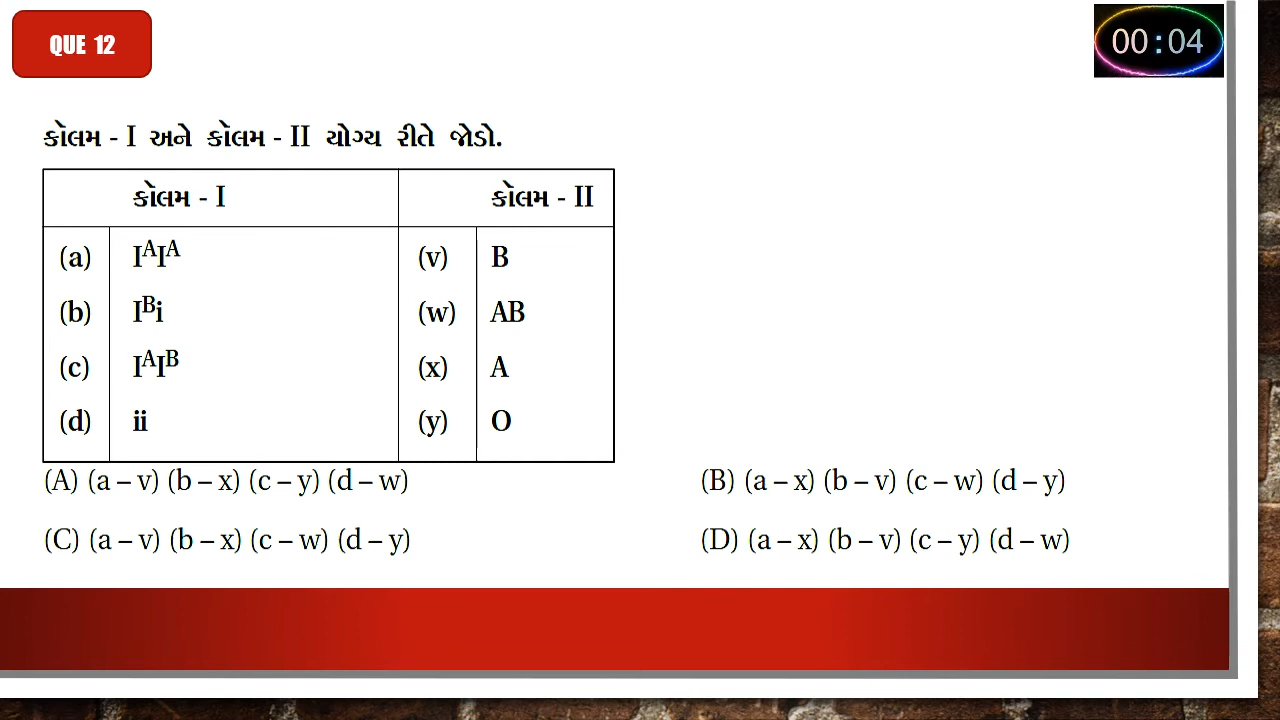 QUE 12
00:04
કોલમ - I અને કોલમ - II યોગ્ય રીતે જોડો.
કોલમ - I કોલમ - II
(a) IᴬIᴬ (v) B
(b) Iᴮi (w) AB
(c) IᴬIᴮ (x) A
(d) ii (y) O
(A) (a – v) (b – x) (c – y) (d – w) (B) (a – x) (b – v) (c – w) (d – y)
(C) (a – v) (b – x) (c – w) (d – y) (D) (a – x) (b – v) (c – y) (d – w)